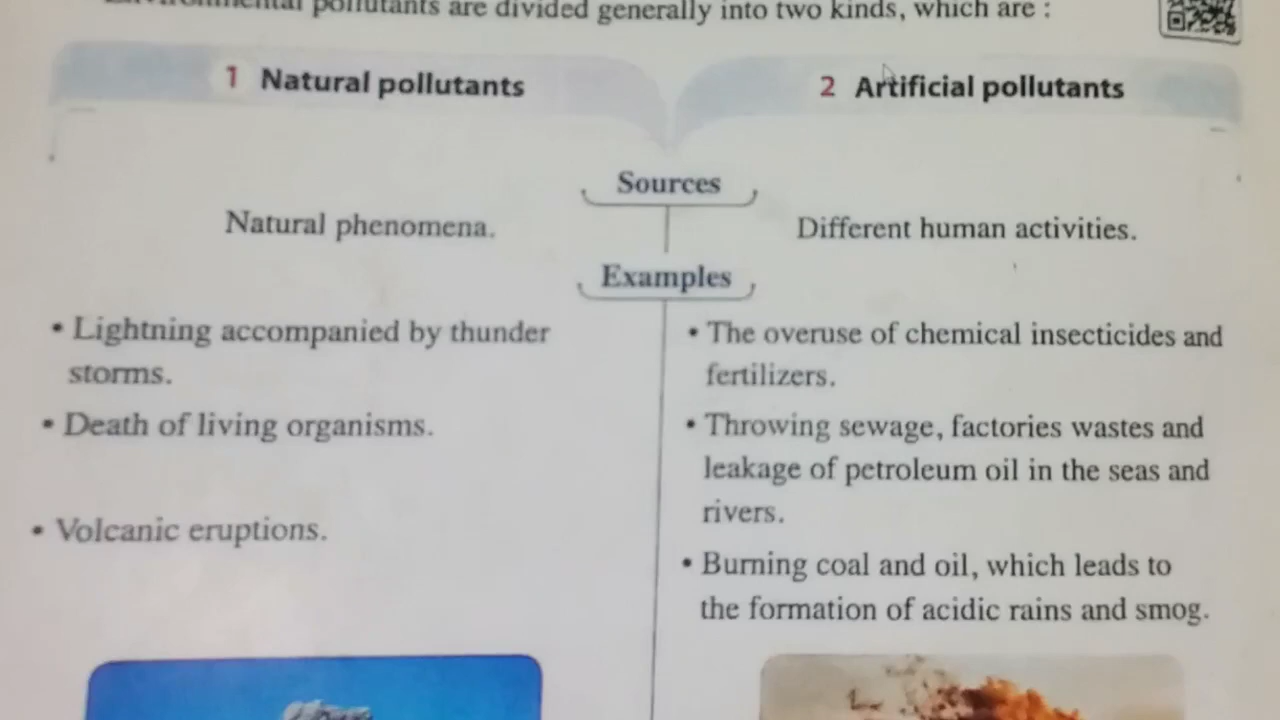 Environmental pollutants are divided generally into two kinds, which are :
1 Natural pollutants
2 Artificial pollutants
Sources
Natural phenomena.
Different human activities.
Examples
• Lightning accompanied by thunder
storms.
• Death of living organisms.
• Volcanic eruptions.
• The overuse of chemical insecticides and
fertilizers.
• Throwing sewage, factories wastes and
leakage of petroleum oil in the seas and
rivers.
• Burning coal and oil, which leads to
the formation of acidic rains and smog.